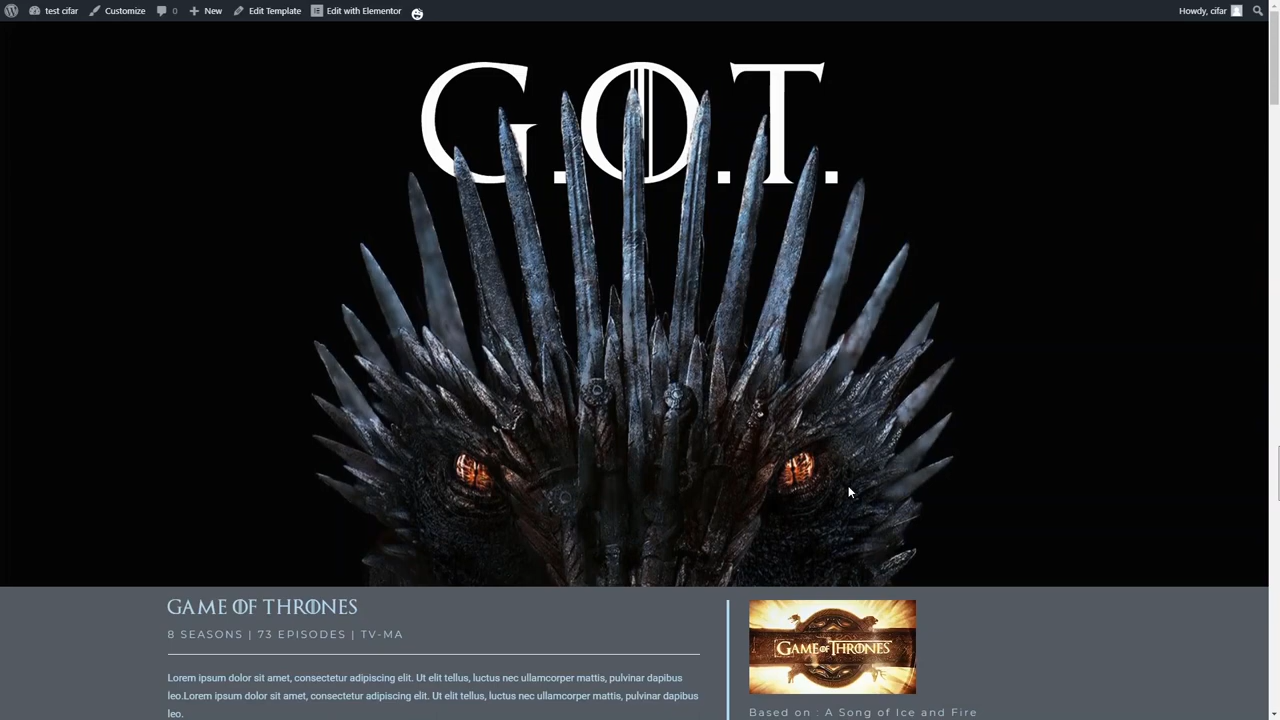 test cifar
Customize
0
New
Edit Template
Edit with Elementor
Howdy, cifar
G.O.T.
GAME OF THRONES
8 SEASONS | 73 EPISODES | TV-MA
Lorem ipsum dolor sit amet, consectetur adipiscing elit. Ut elit tellus, luctus nec ullamcorper mattis, pulvinar dapibus
leo.Lorem ipsum dolor sit amet, consectetur adipiscing elit. Ut elit tellus, luctus nec ullamcorper mattis, pulvinar dapibus
leo.
GAME OF THRONES
Based on : A Song of Ice and Fire